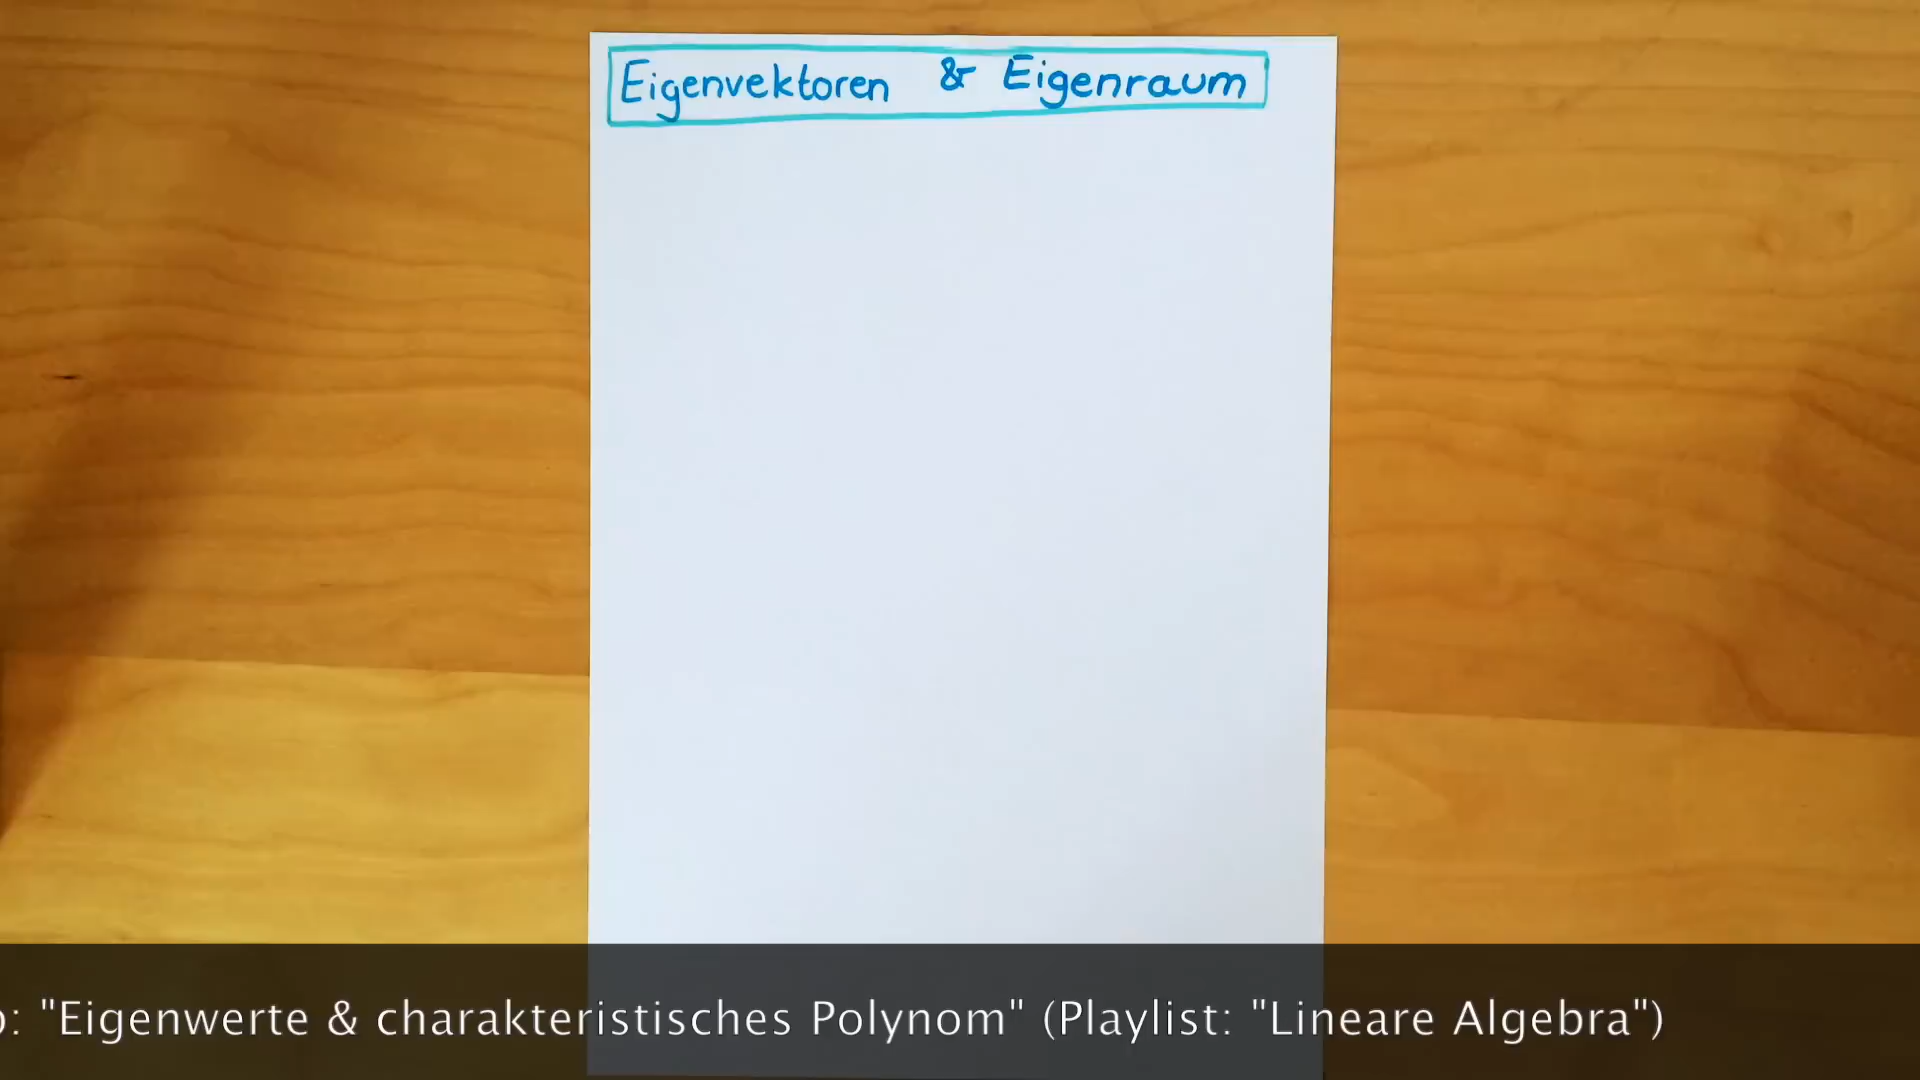 Eigenvektoren & Eigenraum
: "Eigenwerte & charakteristisches Polynom" (Playlist: "Lineare Algebra")